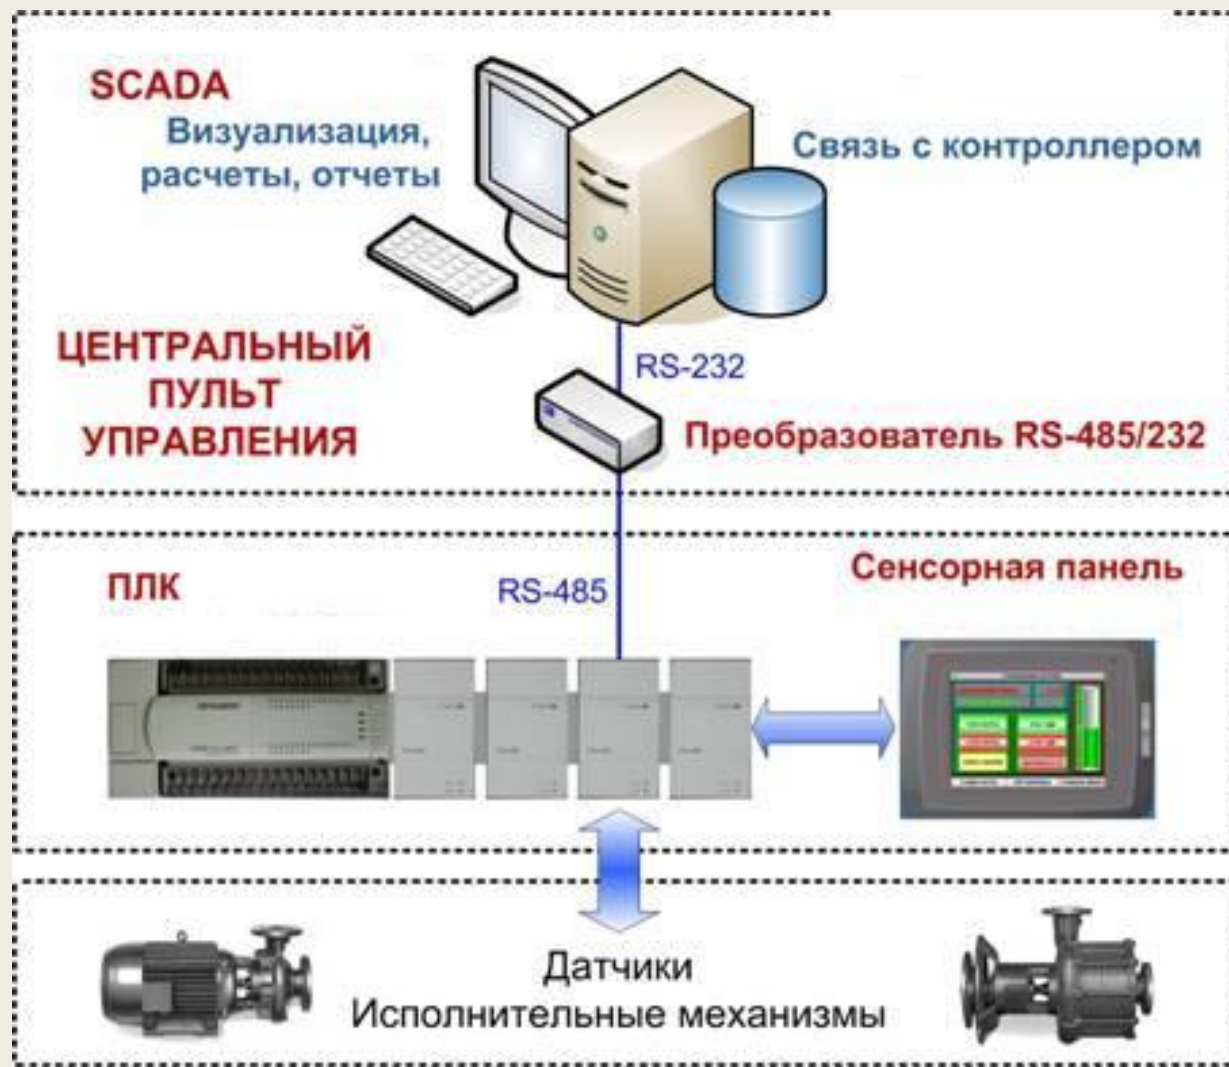 SCADA
Визуализация,
расчеты, отчеты
Связь с контроллером
ЦЕНТРАЛЬНЫЙ
ПУЛЬТ
УПРАВЛЕНИЯ
RS-232
Преобразователь RS-485/232
ПЛК
RS-485
Сенсорная панель
Датчики
Исполнительные механизмы